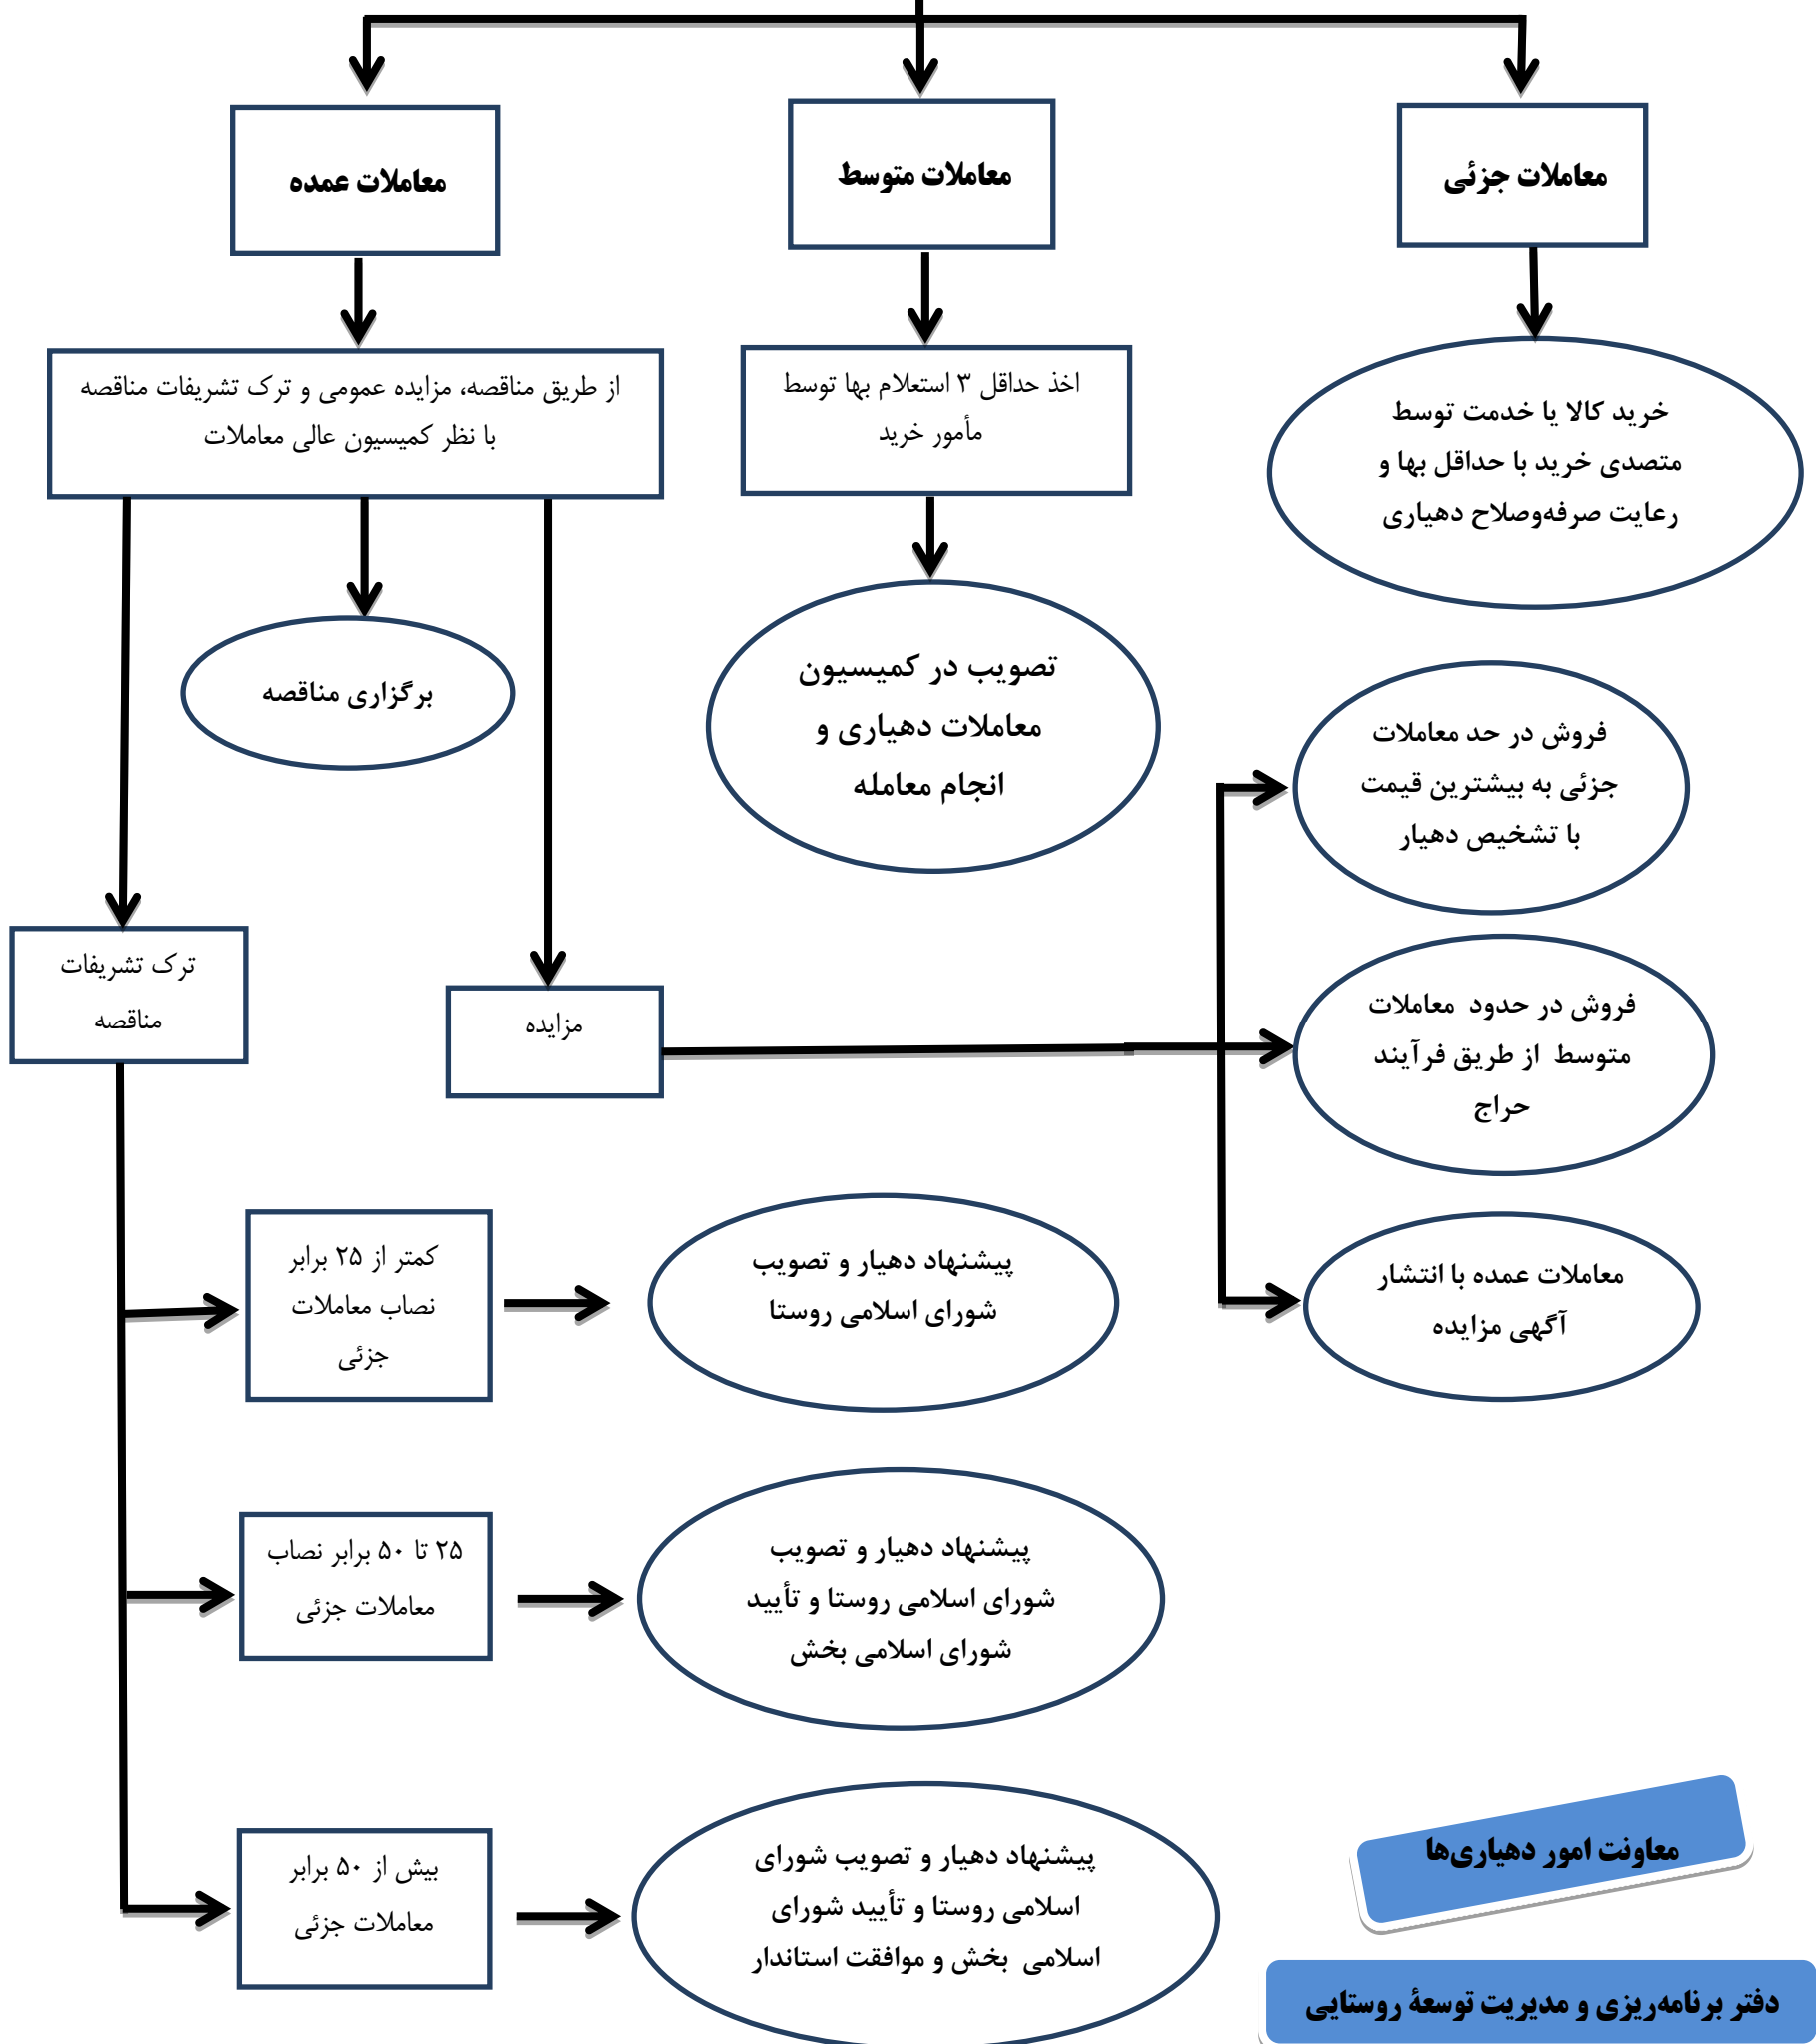 معاملات جزئی
معاملات متوسط
معاملات عمده
خرید کالا یا خدمت توسط
متصدی خرید با حداقل بها و
رعایت صرفه‌وصلاح دهیاری
اخذ حداقل ۳ استعلام بها توسط
مأمور خرید
از طریق مناقصه، مزایده عمومی و ترک تشریفات مناقصه
با نظر کمیسیون عالی معاملات
تصویب در کمیسیون
معاملات دهیاری و
انجام معامله
برگزاری مناقصه
فروش در حد معاملات
جزئی به بیشترین قیمت
با تشخیص دهیار
فروش در حدود معاملات
متوسط از طریق فرآیند
حراج
معاملات عمده با انتشار
آگهی مزایده
مزایده
ترک تشریفات
مناقصه
کمتر از ۲۵ برابر
نصاب معاملات
جزئی
پیشنهاد دهیار و تصویب
شورای اسلامی روستا
۲۵ تا ۵۰ برابر نصاب
معاملات جزئی
پیشنهاد دهیار و تصویب
شورای اسلامی روستا و تأیید
شورای اسلامی بخش
بیش از ۵۰ برابر
معاملات جزئی
پیشنهاد دهیار و تصویب شورای
اسلامی روستا و تأیید شورای
اسلامی بخش و موافقت استاندار
معاونت امور دهیاری‌ها
دفتر برنامه‌ریزی و مدیریت توسعۀ روستایی